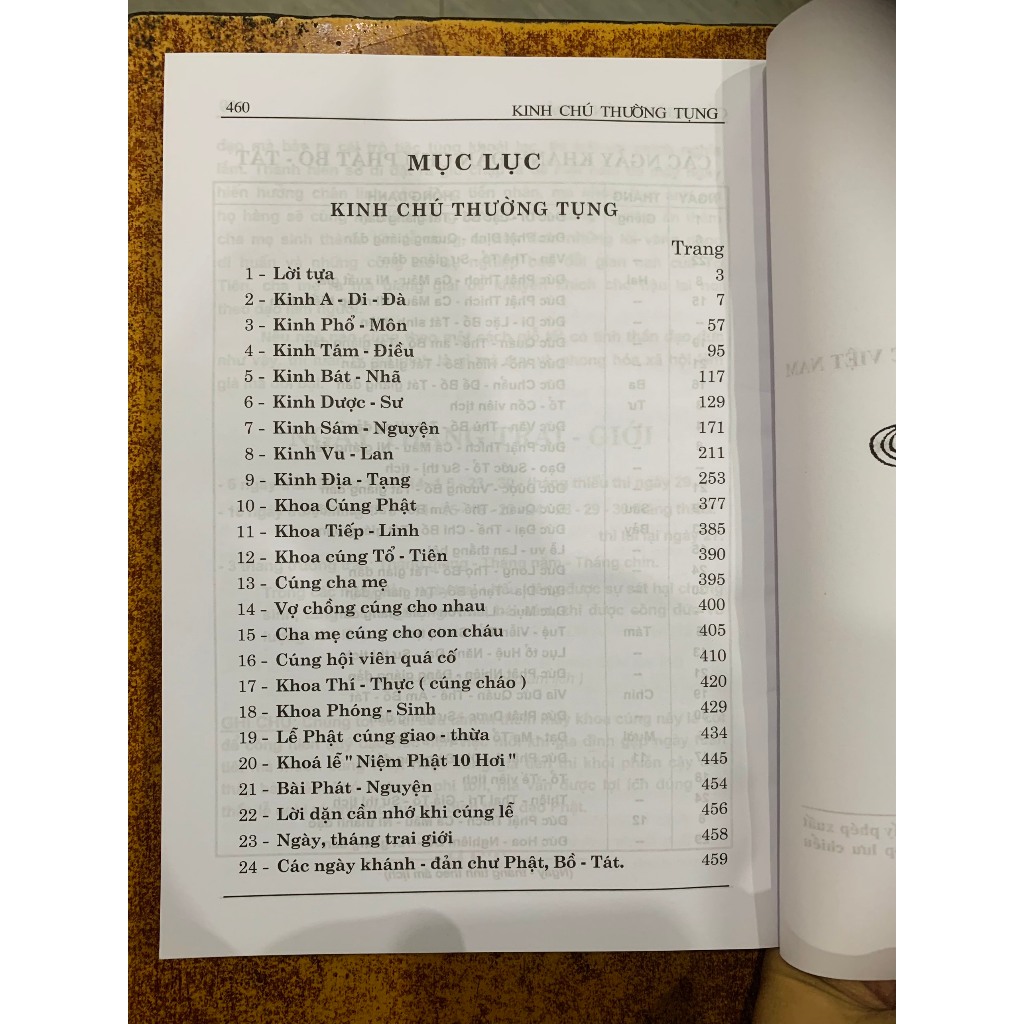 460
KINH CHÚ THƯỜNG TỤNG
MỤC LỤC
KINH CHÚ THƯỜNG TỤNG
Trang
1 - Lời tựa 3
2 - Kinh A - Di - Đà 7
3 - Kinh Phổ - Môn 57
4 - Kinh Tám - Điều 95
5 - Kinh Bát - Nhã 117
6 - Kinh Dược - Sư 129
7 - Kinh Sám - Nguyện 171
8 - Kinh Vu - Lan 211
9 - Kinh Địa - Tạng 253
10 - Khoa Cúng Phật 377
11 - Khoa Tiếp - Linh 385
12 - Khoa cúng Tổ - Tiên 390
13 - Cúng cha mẹ 395
14 - Vợ chồng cúng cho nhau 400
15 - Cha mẹ cúng cho con cháu 405
16 - Cúng hội viên quá cố 410
17 - Khoa Thí - Thực ( cúng cháo ) 420
18 - Khoa Phóng - Sinh 429
19 - Lễ Phật cúng giao - thừa 434
20 - Khoá lễ " Niệm Phật 10 Hơi " 445
21 - Bài Phát - Nguyện 454
22 - Lời dặn cần nhớ khi cúng lễ 456
23 - Ngày, tháng trai giới 458
24 - Các ngày khánh - đản chư Phật, Bồ - Tát. 459